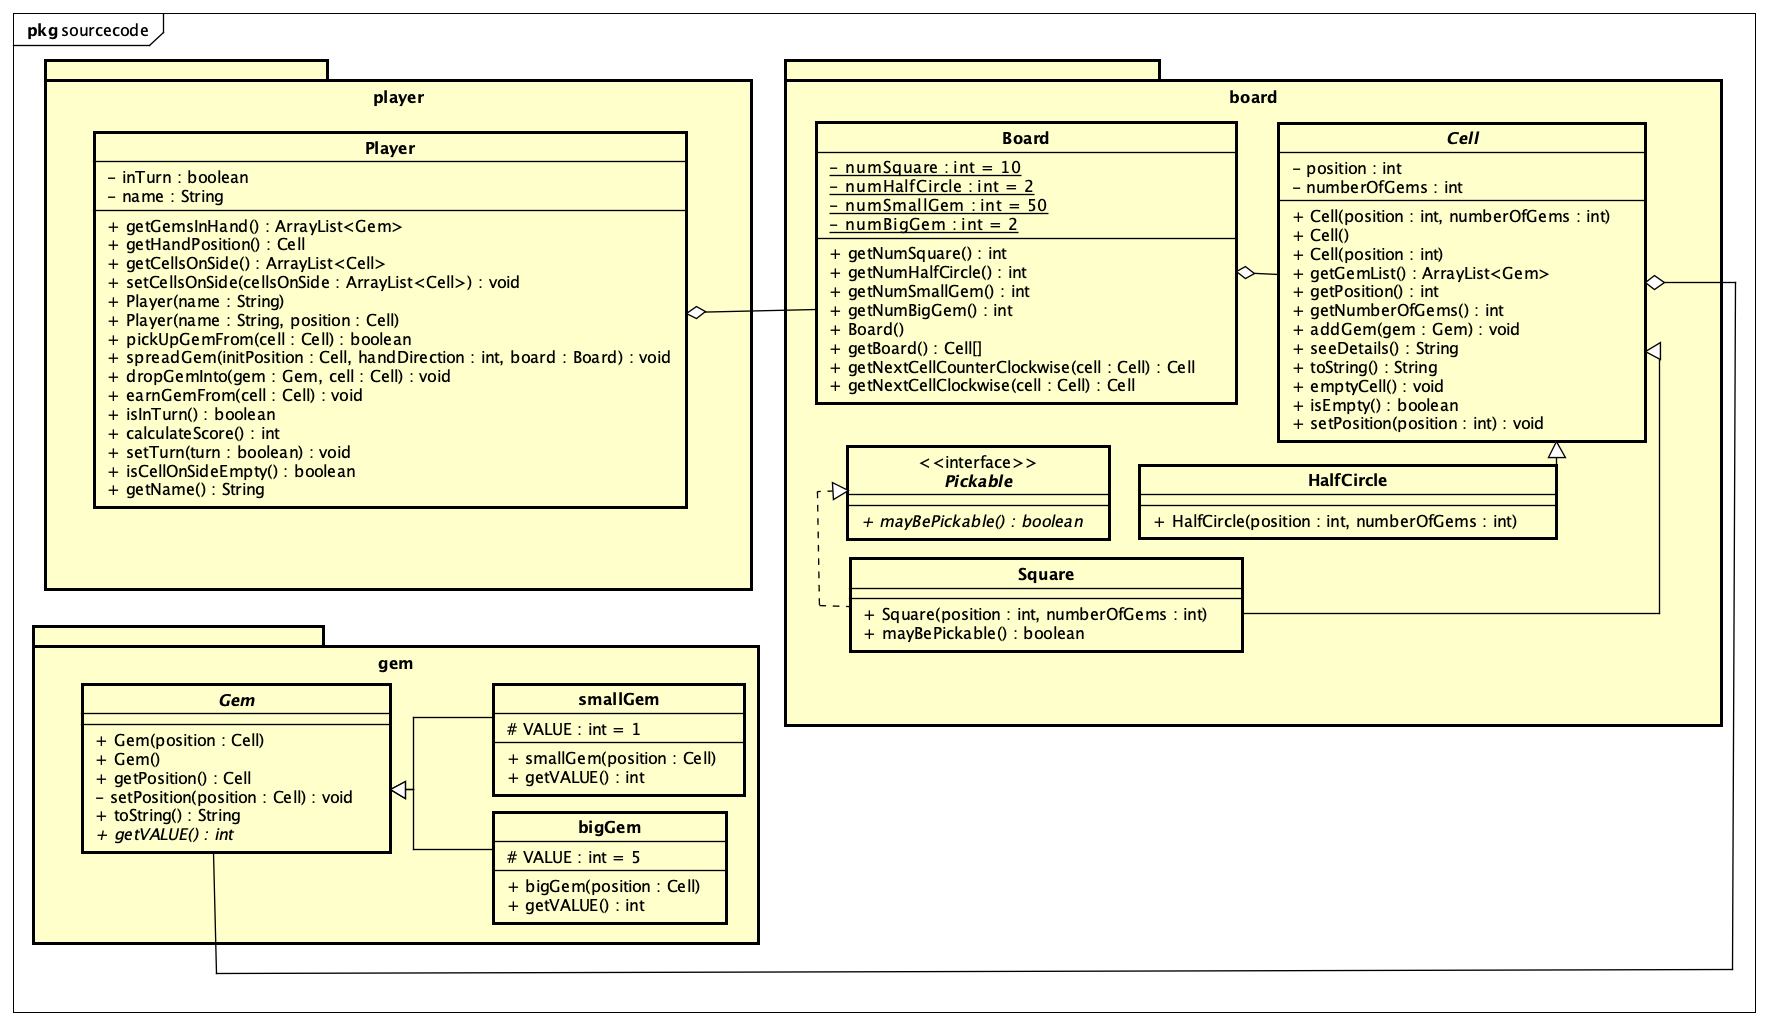 pkg sourcecode
player
Player
– inTurn : boolean
– name : String
+ getGemsInHand() : ArrayList<Gem>
+ getHandPosition() : Cell
+ getCellsOnSide() : ArrayList<Cell>
+ setCellsOnSide(cellsOnSide : ArrayList<Cell>) : void
+ Player(name : String)
+ Player(name : String, position : Cell)
+ pickUpGemFrom(cell : Cell) : boolean
+ spreadGem(initPosition : Cell, handDirection : int, board : Board) : void
+ dropGemInto(gem : Gem, cell : Cell) : void
+ earnGemFrom(cell : Cell) : void
+ isInTurn() : boolean
+ calculateScore() : int
+ setTurn(turn : boolean) : void
+ isCellOnSideEmpty() : boolean
+ getName() : String
board
Board
– numSquare : int = 10
– numHalfCircle : int = 2
– numSmallGem : int = 50
– numBigGem : int = 2
+ getNumSquare() : int
+ getNumHalfCircle() : int
+ getNumSmallGem() : int
+ getNumBigGem() : int
+ Board()
+ getBoard() : Cell[]
+ getNextCellCounterClockwise(cell : Cell) : Cell
+ getNextCellClockwise(cell : Cell) : Cell
Cell
– position : int
– numberOfGems : int
+ Cell(position : int, numberOfGems : int)
+ Cell()
+ Cell(position : int)
+ getGemList() : ArrayList<Gem>
+ getPosition() : int
+ getNumberOfGems() : int
+ addGem(gem : Gem) : void
+ seeDetails() : String
+ toString() : String
+ emptyCell() : void
+ isEmpty() : boolean
+ setPosition(position : int) : void
<<interface>>
Pickable
+ mayBePickable() : boolean
HalfCircle
+ HalfCircle(position : int, numberOfGems : int)
Square
+ Square(position : int, numberOfGems : int)
+ mayBePickable() : boolean
gem
Gem
+ Gem(position : Cell)
+ Gem()
+ getPosition() : Cell
– setPosition(position : Cell) : void
+ toString() : String
+ getVALUE() : int
smallGem
# VALUE : int = 1
+ smallGem(position : Cell)
+ getVALUE() : int
bigGem
# VALUE : int = 5
+ bigGem(position : Cell)
+ getVALUE() : int